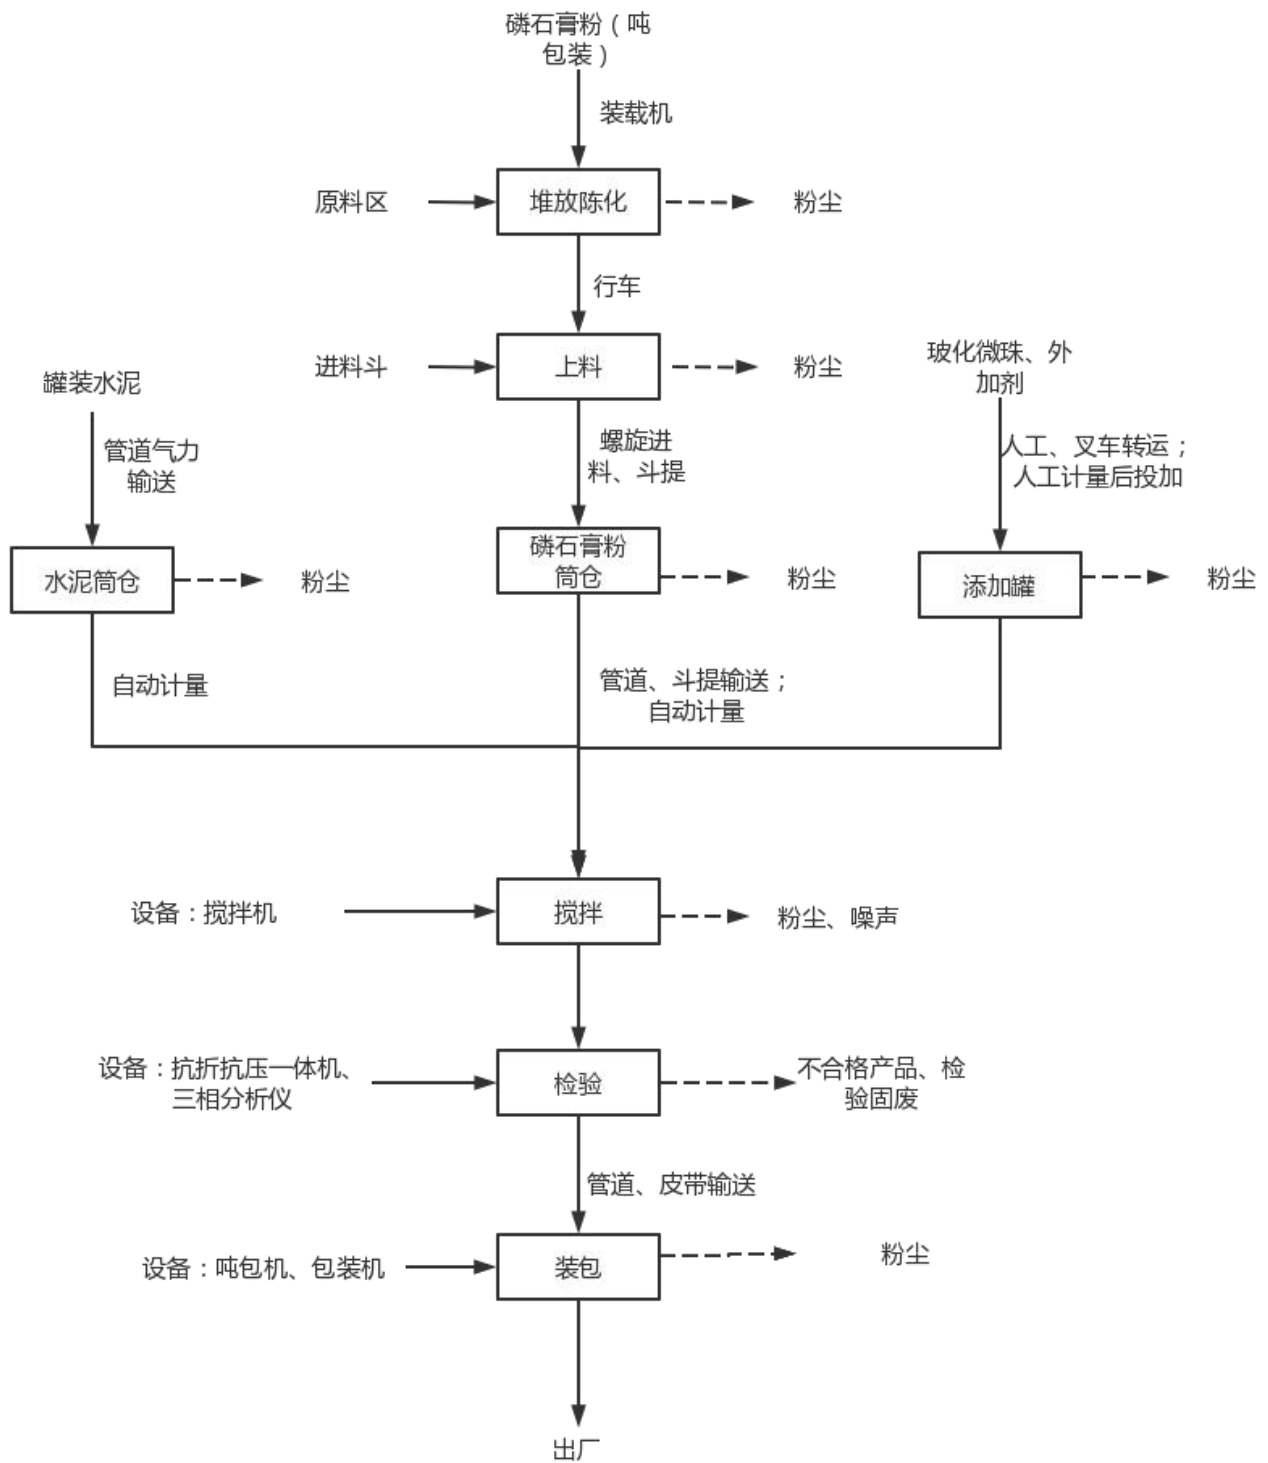 磷石膏粉（吨
包装）
装载机
原料区
堆放陈化
粉尘
行车
进料斗
上料
粉尘
玻化微珠、外
加剂
罐装水泥
管道气力
输送
螺旋进
料、斗提
人工、叉车转运；
人工计量后投加
水泥筒仓
粉尘
磷石膏粉
筒仓
粉尘
添加罐
粉尘
自动计量
管道、斗提输送；
自动计量
设备：搅拌机
搅拌
粉尘、噪声
设备：抗折抗压一体机、
三相分析仪
检验
不合格产品、检
验固废
管道、皮带输送
设备：吨包机、包装机
装包
粉尘
出厂